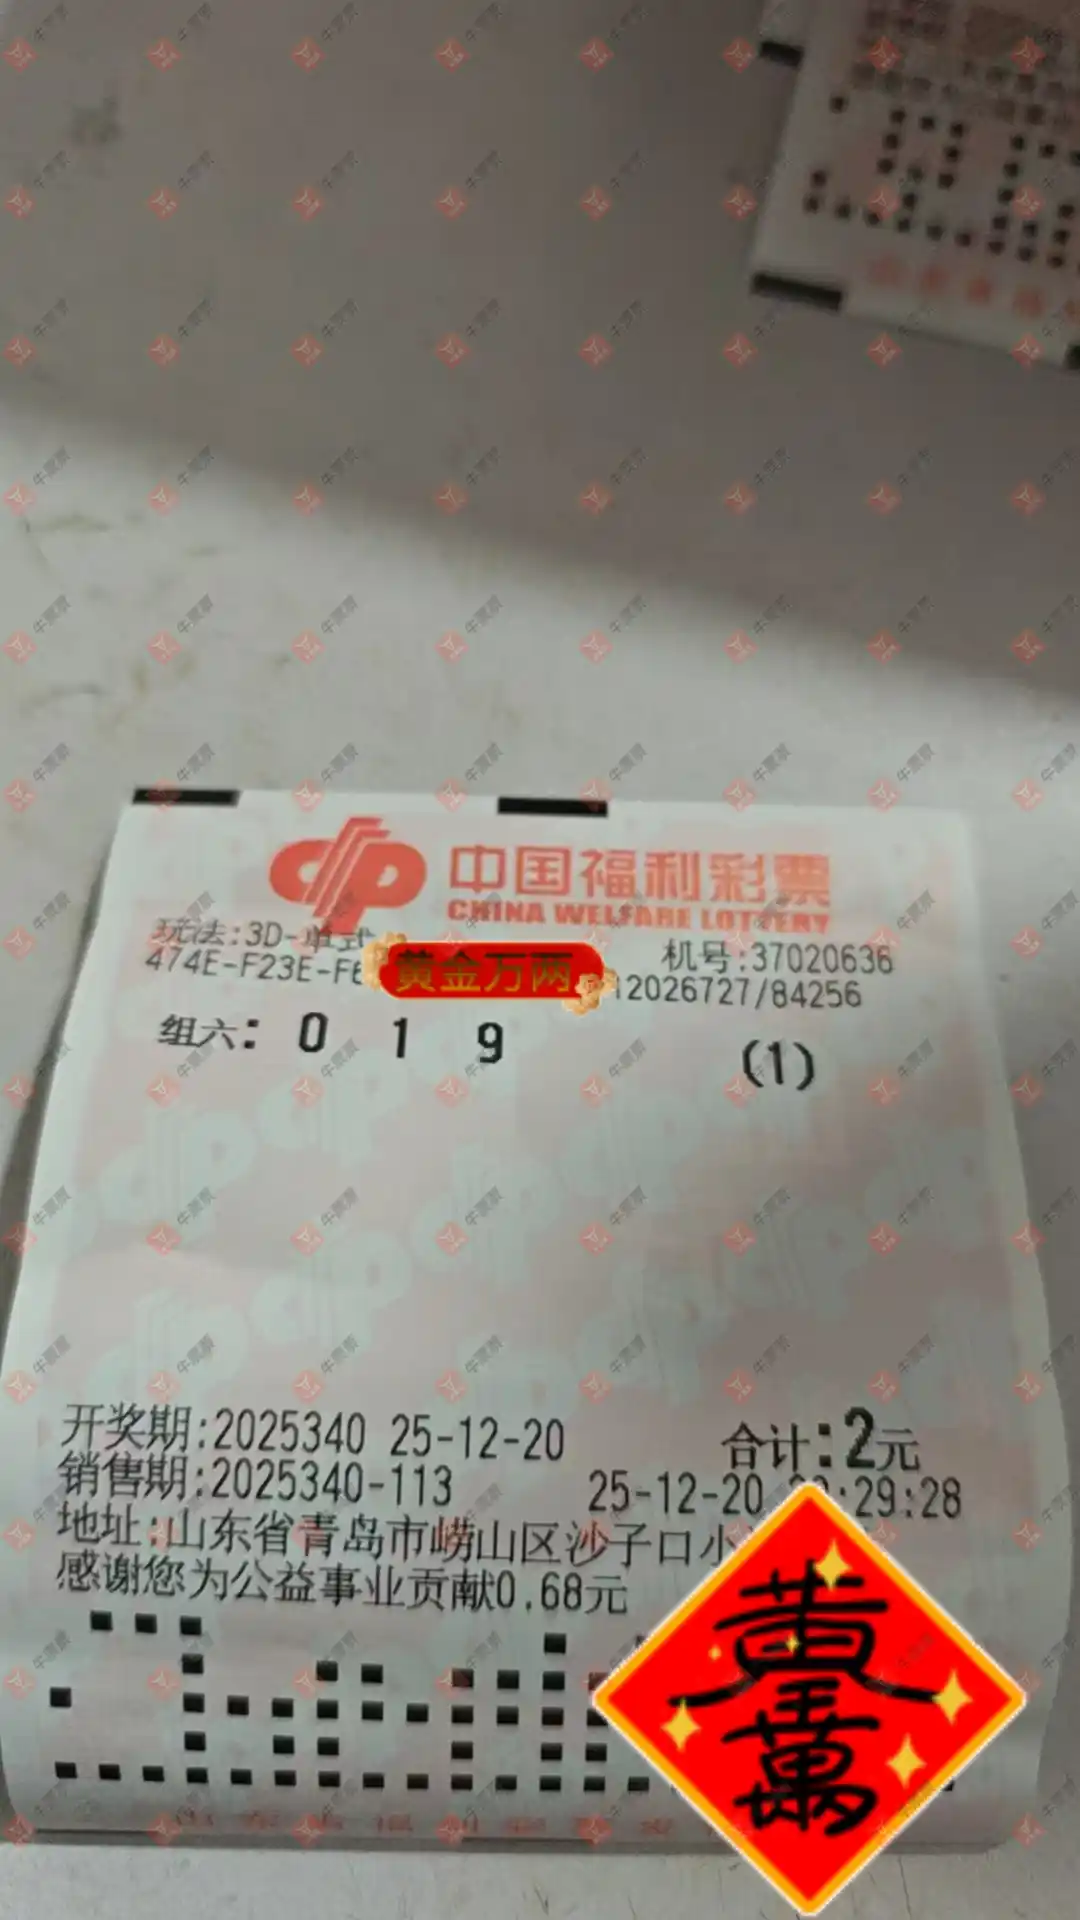 中国福利彩票
CHINA WELFARE LOTTERY
玩法:3D-单式
机号:37020636
474E-F23E-F6
黄金万两
12026727/84256
组六: 0 1 9 (1)
开奖期:2025340 25-12-20 合计:2元
销售期:2025340-113 25-12-20 :29:28
地址:山东省青岛市崂山区沙子口小
感谢您为公益事业贡献0.68元
牛票票